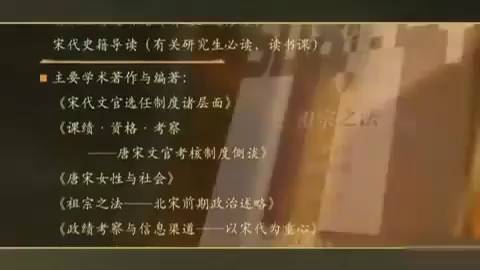 宋代史籍导读（有关研究生必读、读书课）
主要学术著作与编著：
《宋代文官选任制度诸层面》
《课绩·资格·考察
——唐宋文官考核制度侧谈》
《唐宋女性与社会》
《祖宗之法——北宋前期政治述略》
《政绩考察与信息渠道——以宋代为重心》
祖宗之法